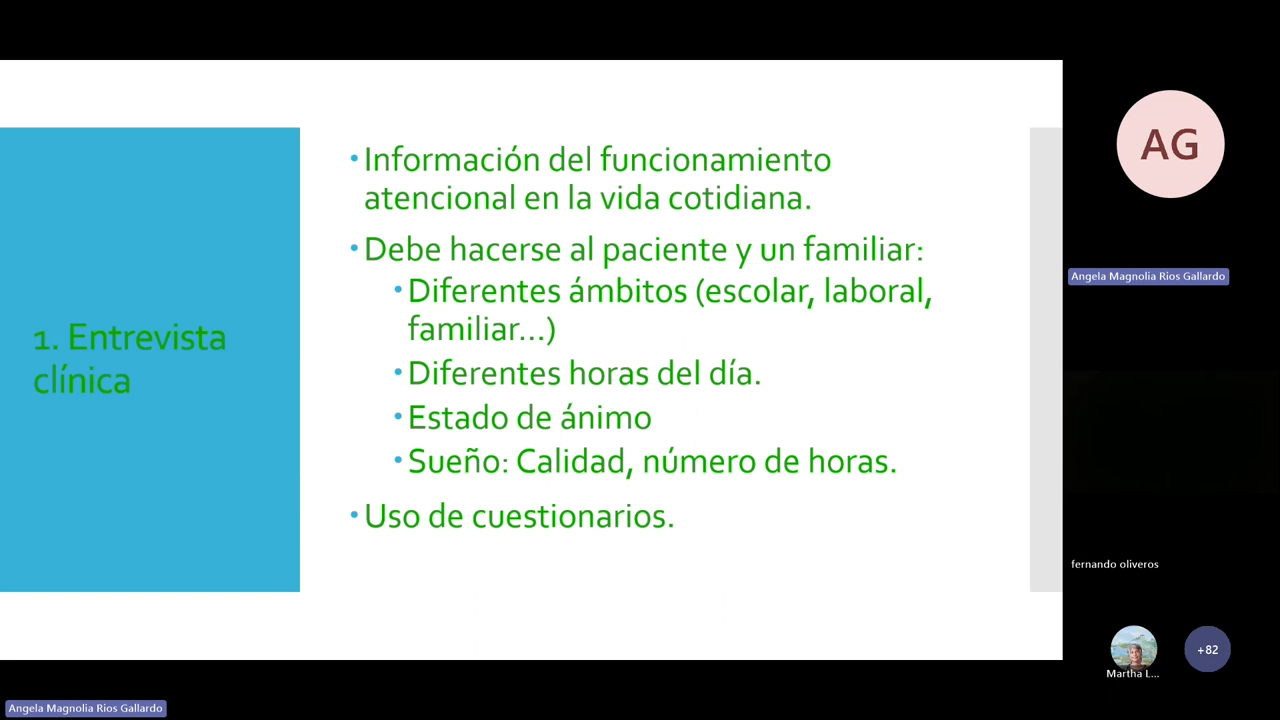 1. Entrevista
clínica
• Información del funcionamiento
atencional en la vida cotidiana.
• Debe hacerse al paciente y un familiar:
• Diferentes ámbitos (escolar, laboral,
familiar...)
• Diferentes horas del día.
• Estado de ánimo
• Sueño: Calidad, número de horas.
• Uso de cuestionarios.
AG
Angela Magnolia Rios Gallardo
fernando oliveros
Martha L...
+82
Angela Magnolia Rios Gallardo